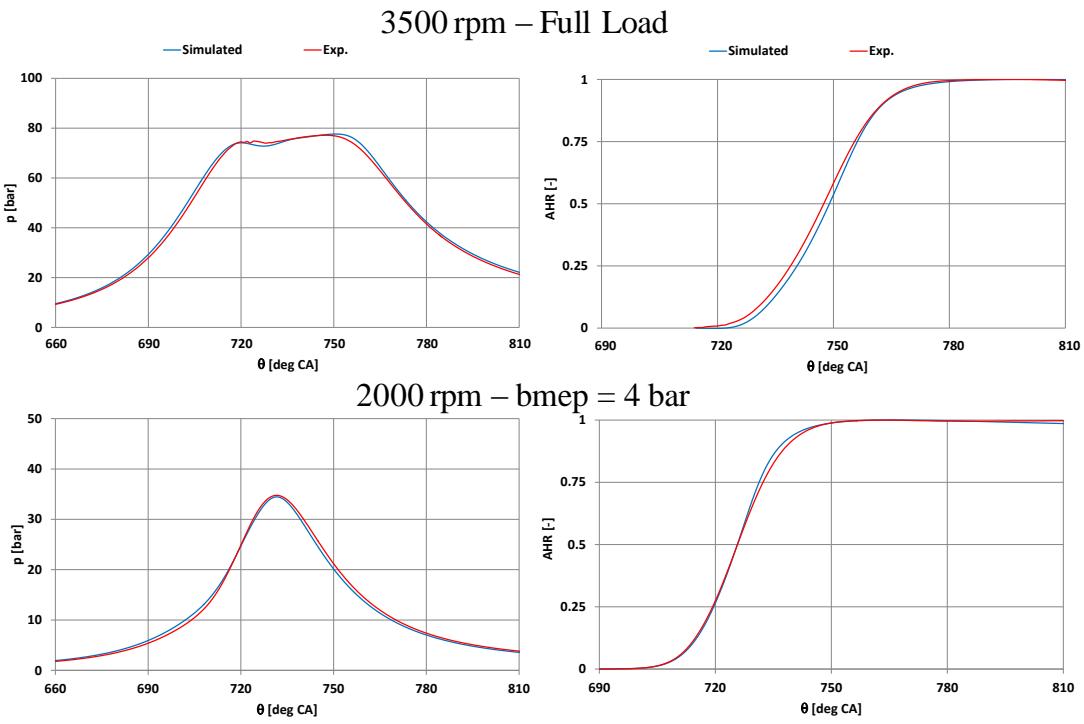 3500 rpm – Full Load
Simulated Exp.
Simulated Exp.
100
80
60
40
20
0
p [bar]
660 690 720 750 780 810
θ [deg CA]
1
0.75
0.5
0.25
0
AHR [-]
690 720 750 780 810
θ [deg CA]
2000 rpm – bmep = 4 bar
50
40
30
20
10
0
p [bar]
660 690 720 750 780 810
θ [deg CA]
1
0.75
0.5
0.25
0
AHR [-]
690 720 750 780 810
θ [deg CA]